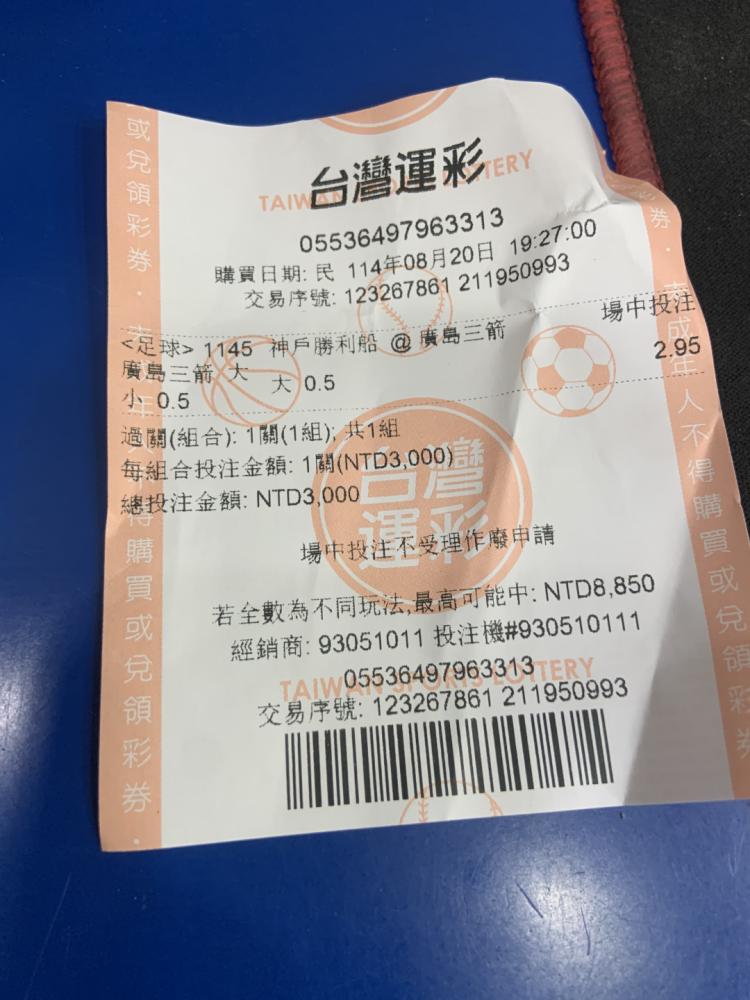 台灣運彩
TAIWAN SPORTS LOTTERY
05536497963313
購買日期: 民 114年08月20日 19:27:00
交易序號: 123267861 211950993
場中投注
<足球> 1145 神戶勝利船 @ 廣島三箭
2.95
廣島三箭 大
小 0.5
大 0.5
過關(組合): 1關(1組); 共1組
每組合投注金額: 1關(NTD3,000)
總投注金額: NTD3,000
台灣
運彩
場中投注不受理作廢申請
若全數為不同玩法,最高可能中: NTD8,850
經銷商: 93051011 投注機#930510111
05536497963313
TAIWAN SPORTS LOTTERY
交易序號: 123267861 211950993
或兌領彩券・未
年
得購買或兌領彩券・
券・未成年人不得購買或兌領彩券